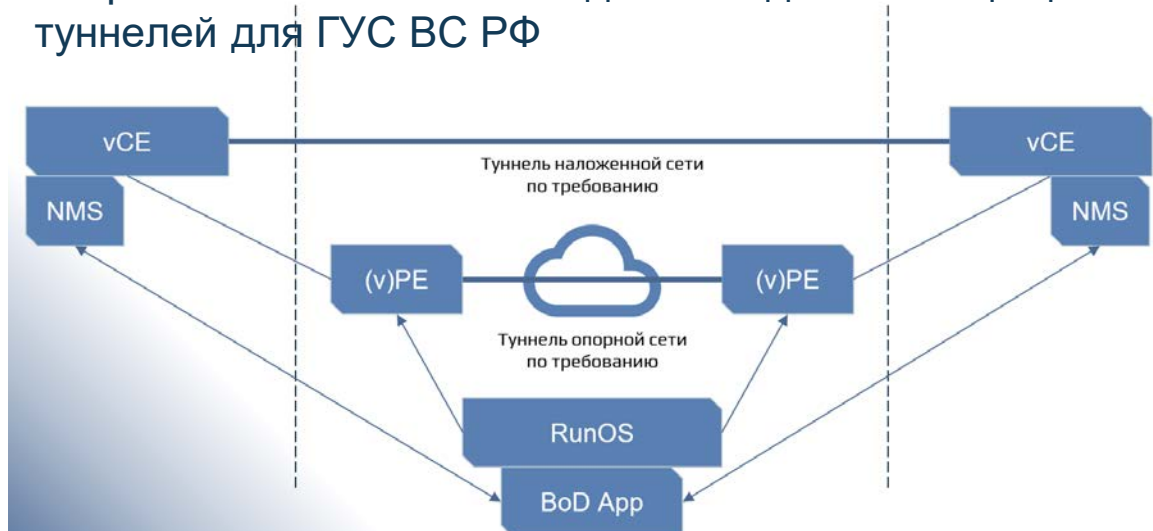 туннелей для ГУС ВС РФ
vCE
vCE
Туннель наложенной сети
по требованию
NMS
NMS
(v)PE
(v)PE
Туннель опорной сети
по требованию
RunOS
BoD App